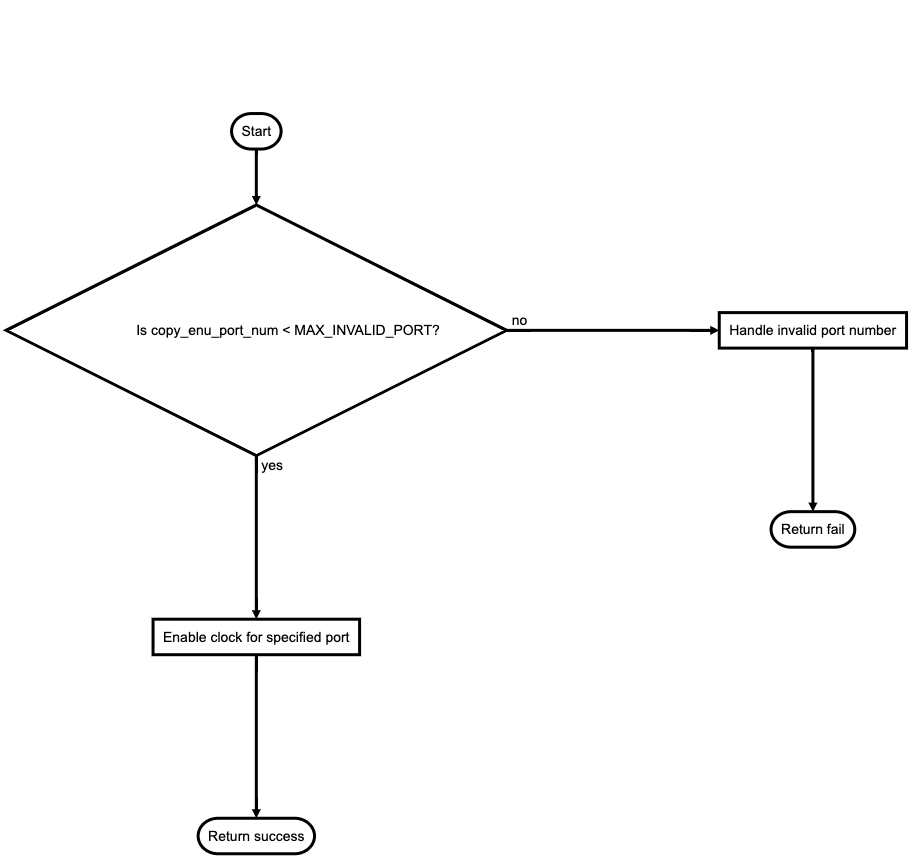 Start
Is copy_enu_port_num < MAX_INVALID_PORT?
no
Handle invalid port number
yes
Return fail
Enable clock for specified port
Return success